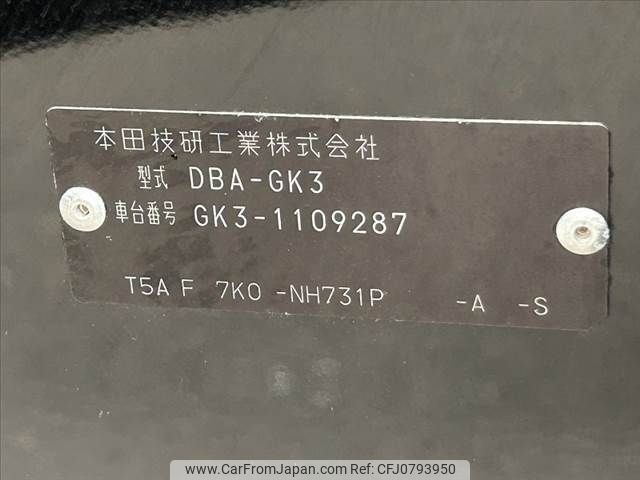 本田技研工業株式会社
型式 DBA-GK3
車台番号 GK3-1109287
T5A F 7K0 -NH731P -A -S
www.CarFromJapan.com | CFJ0793950